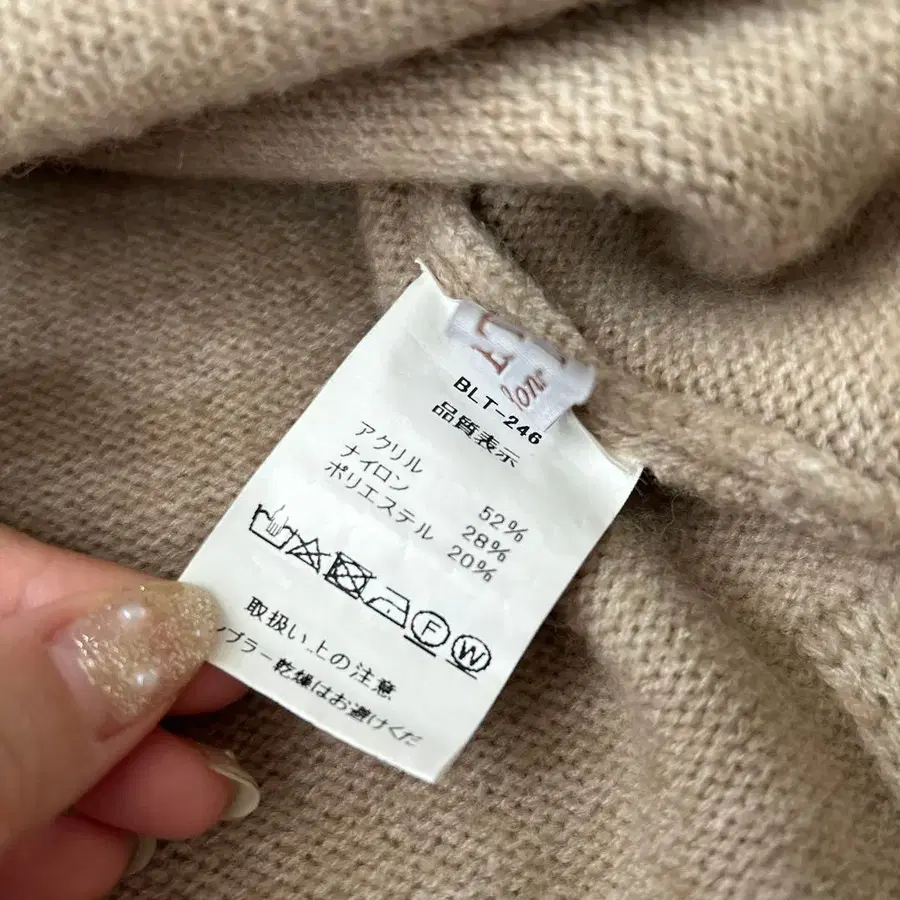 BLT-246
品質表示
アクリル 52%
ナイロン 28%
ポリエステル 20%
F W
取扱い上の注意
ンブラー乾燥はお避けくだ